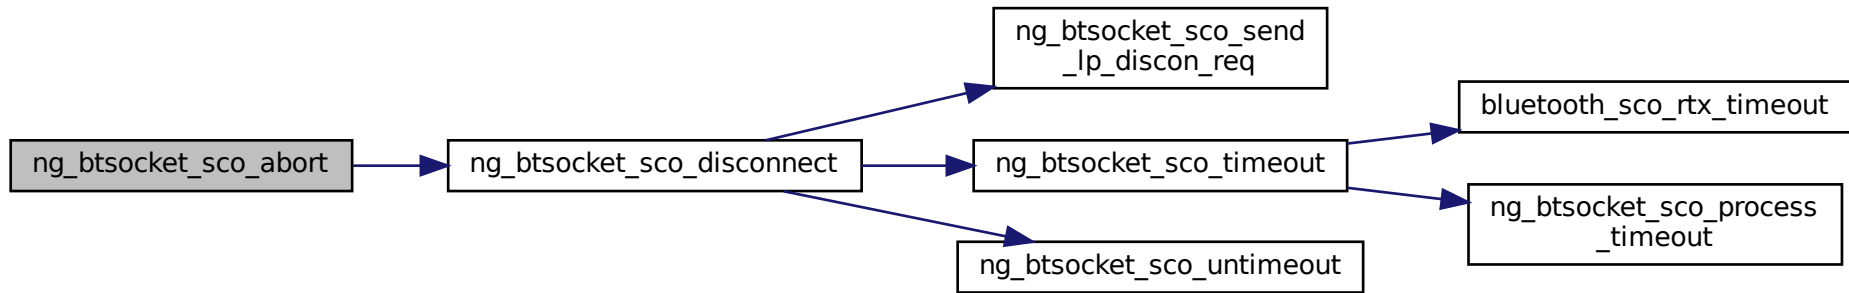 ng_btsocket_sco_abort
ng_btsocket_sco_disconnect
ng_btsocket_sco_send
_lp_discon_req
ng_btsocket_sco_timeout
ng_btsocket_sco_untimeout
bluetooth_sco_rtx_timeout
ng_btsocket_sco_process
_timeout